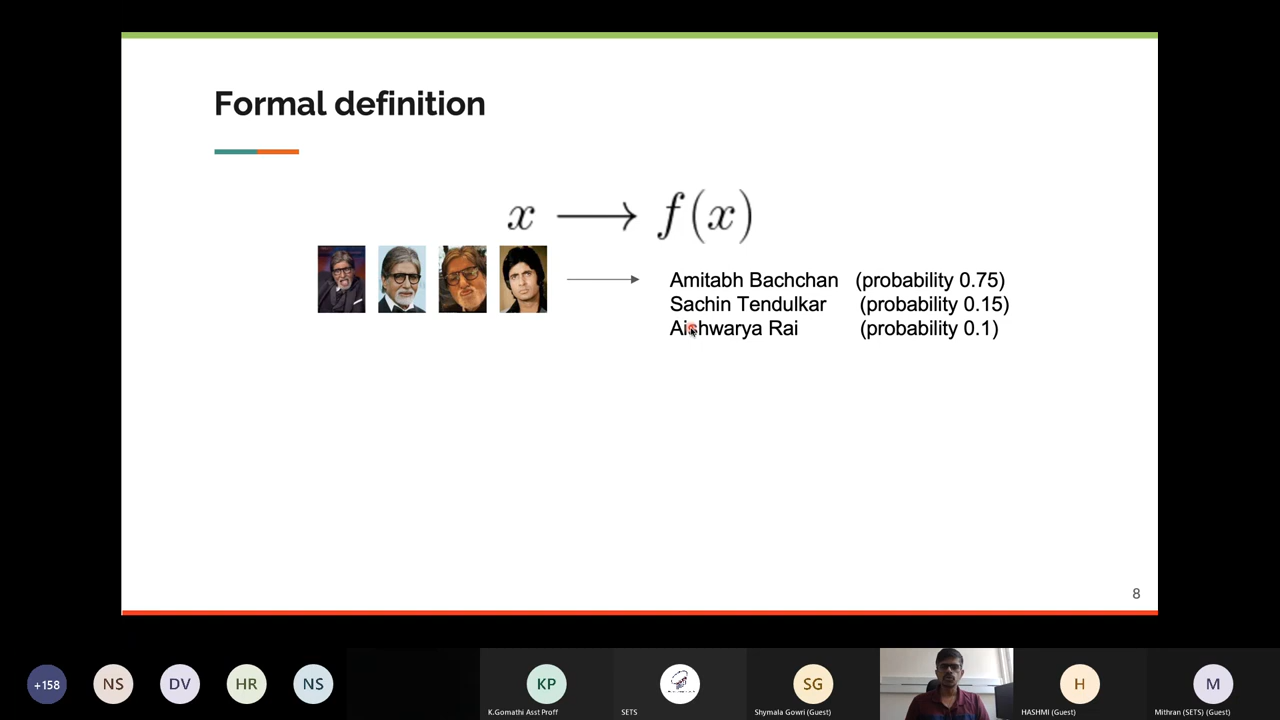 Formal definition
x ⟶ f(x)
Amitabh Bachchan (probability 0.75)
Sachin Tendulkar (probability 0.15)
Aishwarya Rai (probability 0.1)
8
+158 NS DV HR NS KP SG H M
K.Gomathi Asst Proff SETS Shymala Gowri (Guest) HASHMI (Guest) Mithran (SETS) (Guest)